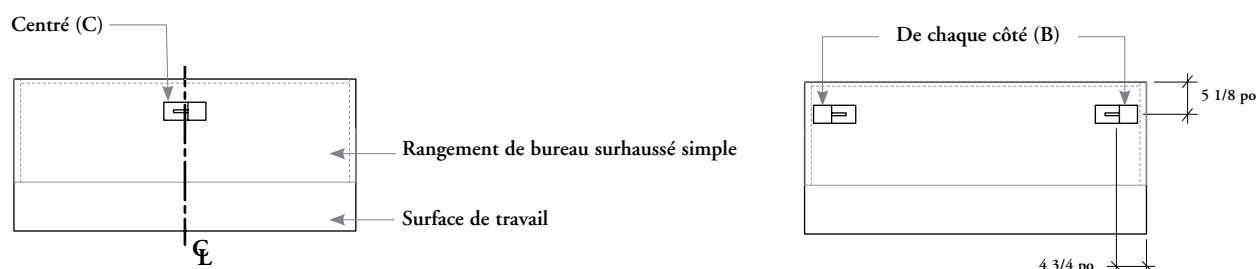 Centré (C)
De chaque côté (B)
5 1/8 po
Rangement de bureau surhaussé simple
Surface de travail
CL
4 3/4 po